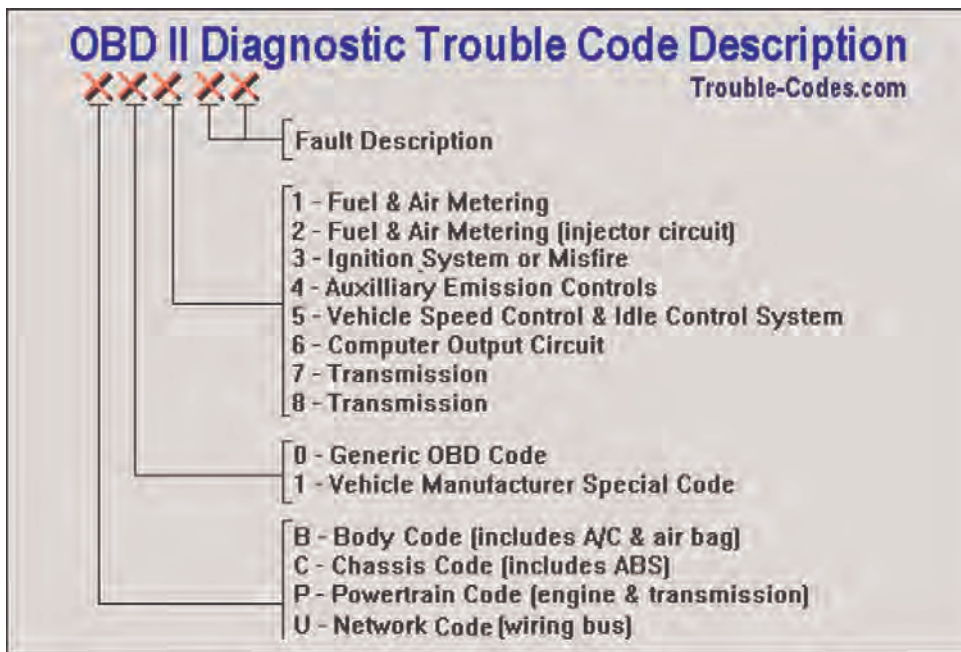 OBD II Diagnostic Trouble Code Description
Trouble-Codes.com
X X X X X
Fault Description
1 - Fuel & Air Metering
2 - Fuel & Air Metering (injector circuit)
3 - Ignition System or Misfire
4 - Auxilliary Emission Controls
5 - Vehicle Speed Control & Idle Control System
6 - Computer Output Circuit
7 - Transmission
8 - Transmission
0 - Generic OBD Code
1 - Vehicle Manufacturer Special Code
B - Body Code (includes A/C & air bag)
C - Chassis Code (includes ABS)
P - Powertrain Code (engine & transmission)
U - Network Code (wiring bus)